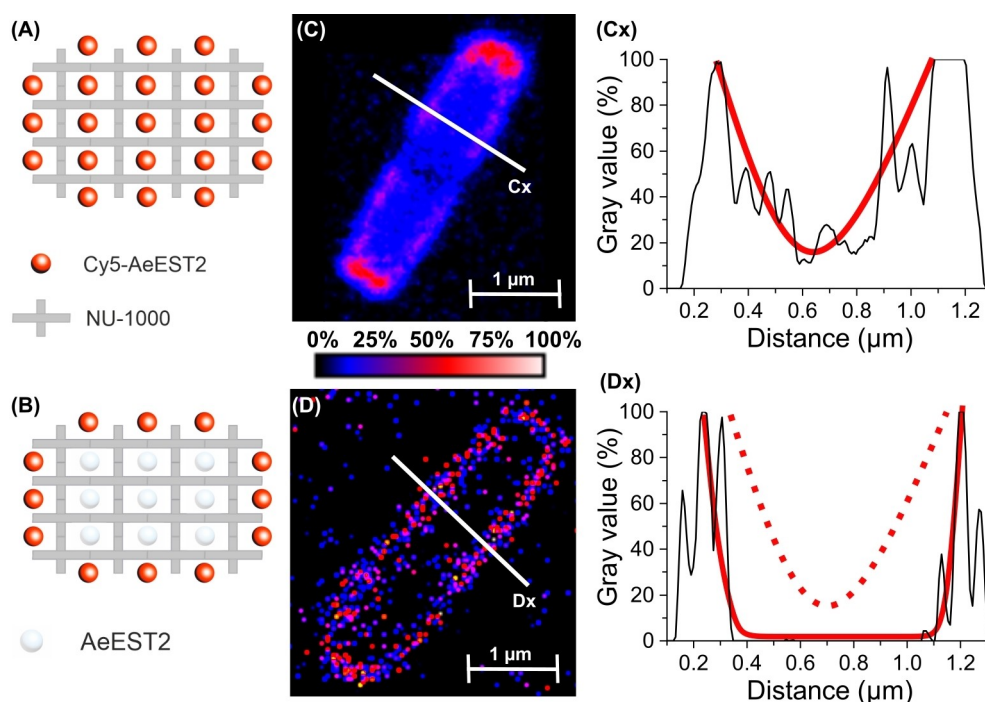 (A)
Cy5-AeEST2
NU-1000
(B)
AeEST2
(C)
Cx
1 µm
0% 25% 50% 75% 100%
(D)
Dx
1 µm
(Cx)
Gray value (%)
100
80
60
40
20
0
0.2 0.4 0.6 0.8 1.0 1.2
Distance (µm)
(Dx)
Gray value (%)
100
80
60
40
20
0
0.2 0.4 0.6 0.8 1.0 1.2
Distance (µm)